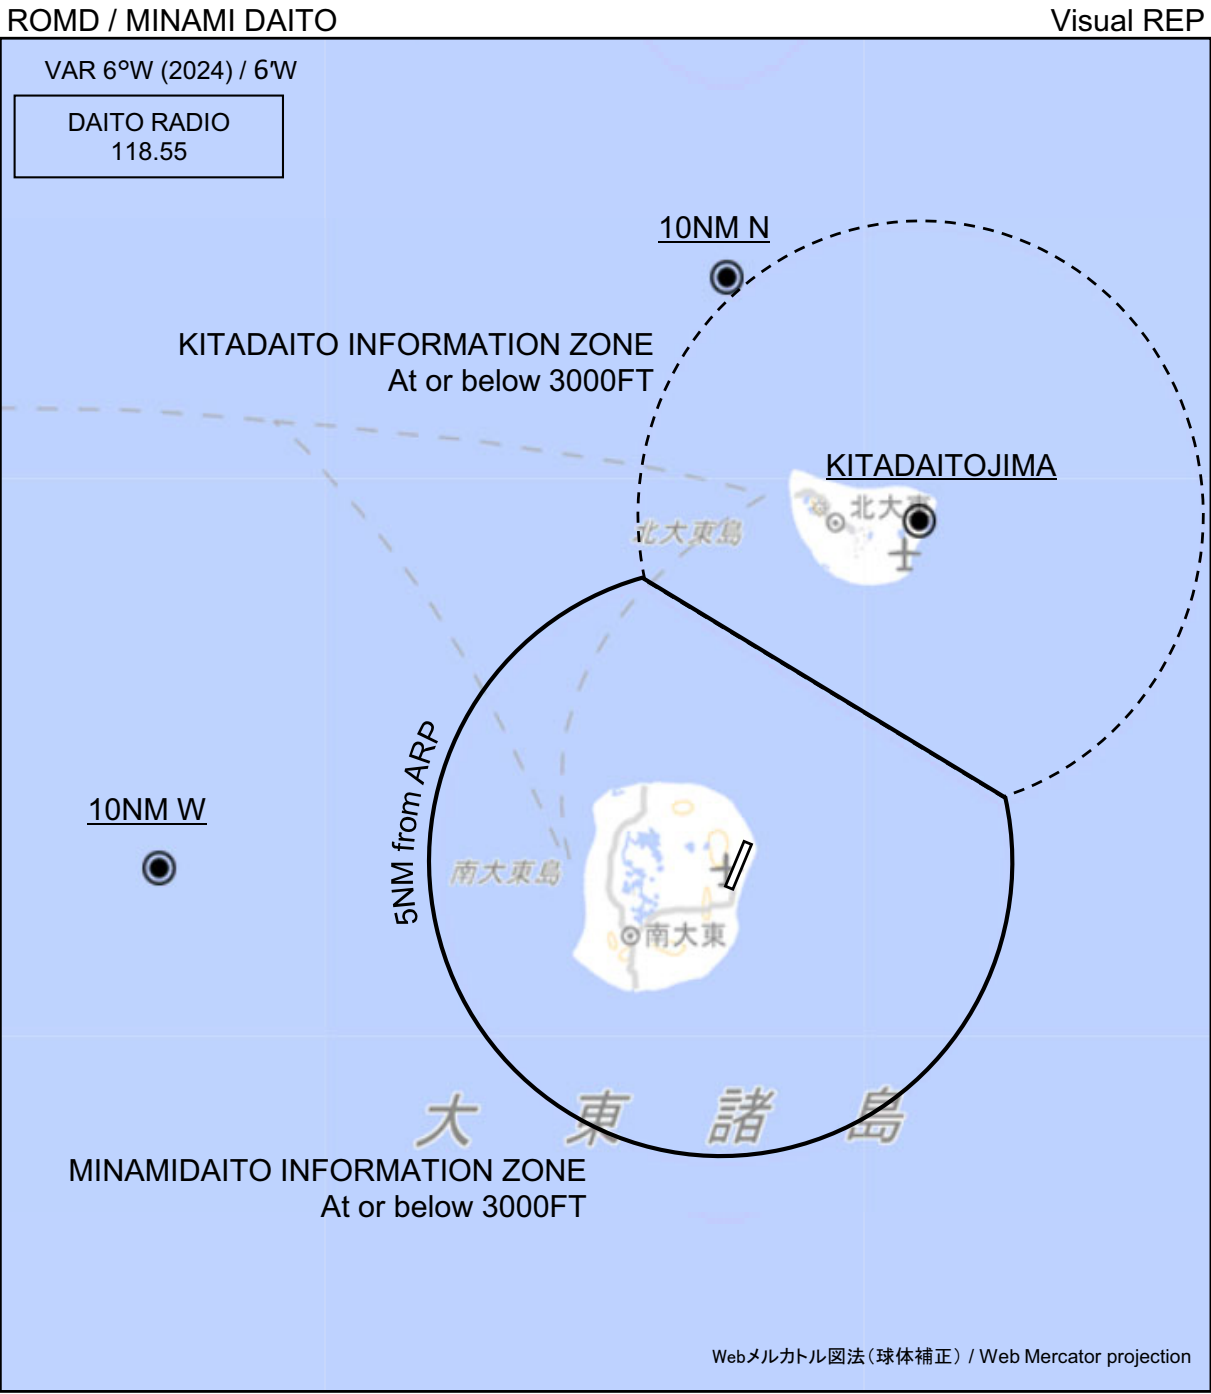 ROMD / MINAMI DAITO
Visual REP
VAR 6°W (2024) / 6'W
DAITO RADIO
118.55
10NM N
KITADAITO INFORMATION ZONE
At or below 3000FT
KITADAITOJIMA
北大東
北大東島
5NM from ARP
10NM W
南大東島
南大東
大東諸島
MINAMIDAITO INFORMATION ZONE
At or below 3000FT
Webメルカトル図法(球体補正) / Web Mercator projection